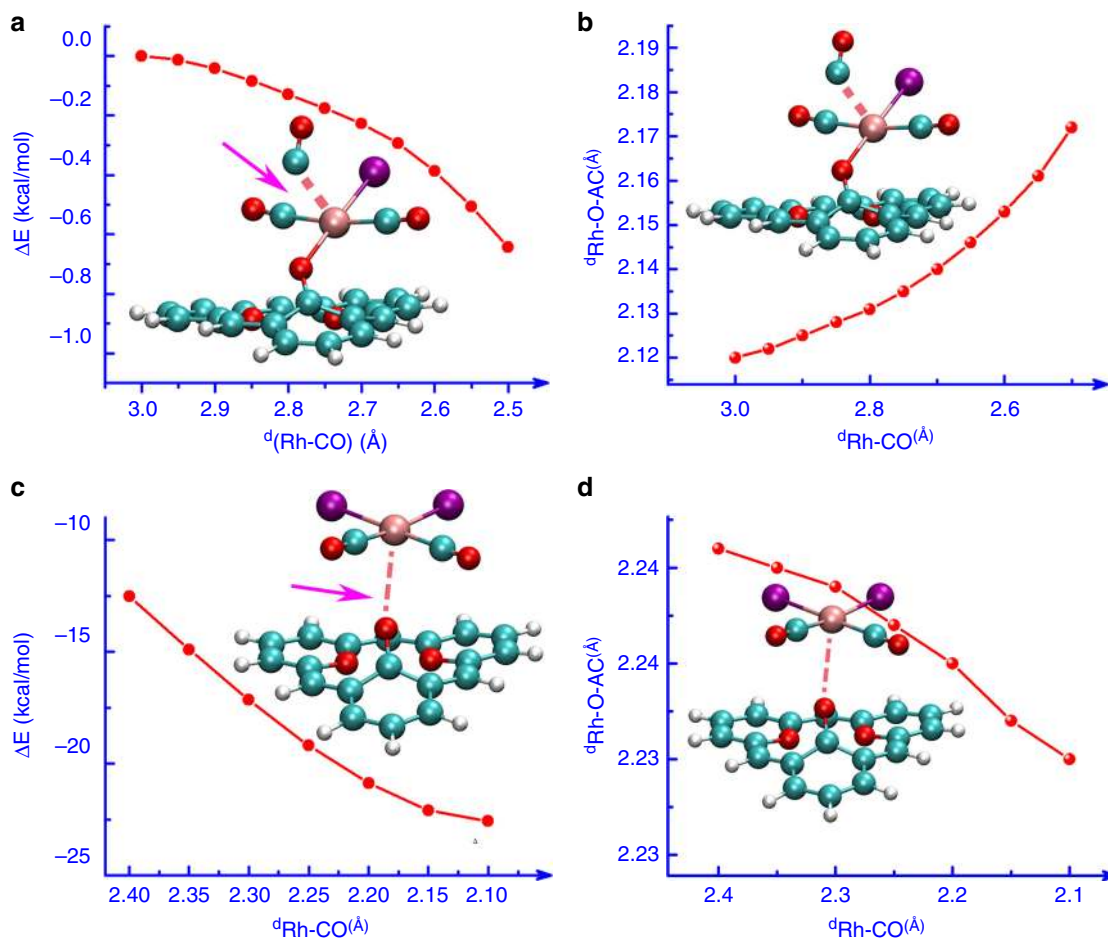 a
0.0
−0.2
−0.4
−0.6
−0.8
−1.0
ΔE (kcal/mol)
3.0 2.9 2.8 2.7 2.6 2.5
d(Rh-CO) (Å)
b
2.19
2.18
2.17
2.16
2.15
2.14
2.13
2.12
dRh-O-AC(Å)
3.0 2.8 2.6
dRh-CO(Å)
c
−10
−15
−20
−25
ΔE (kcal/mol)
2.40 2.35 2.30 2.25 2.20 2.15 2.10
dRh-CO(Å)
d
2.24
2.24
2.23
2.23
dRh-O-AC(Å)
2.4 2.3 2.2 2.1
dRh-CO(Å)